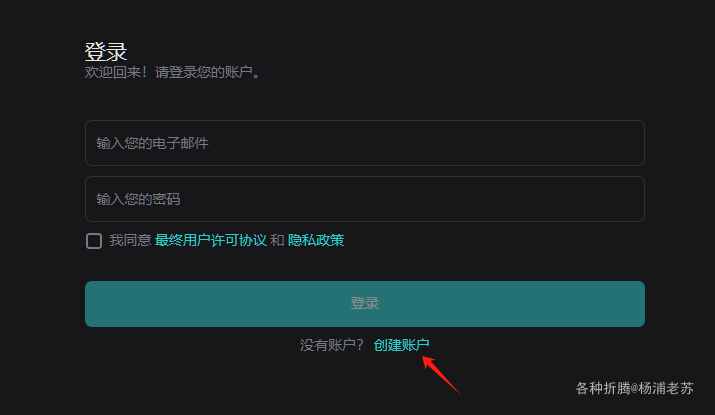 登录
欢迎回来！请登录您的账户。
输入您的电子邮件
输入您的密码
我同意 最终用户许可协议 和 隐私政策
登录
没有账户？ 创建账户
各种折腾@杨浦老苏